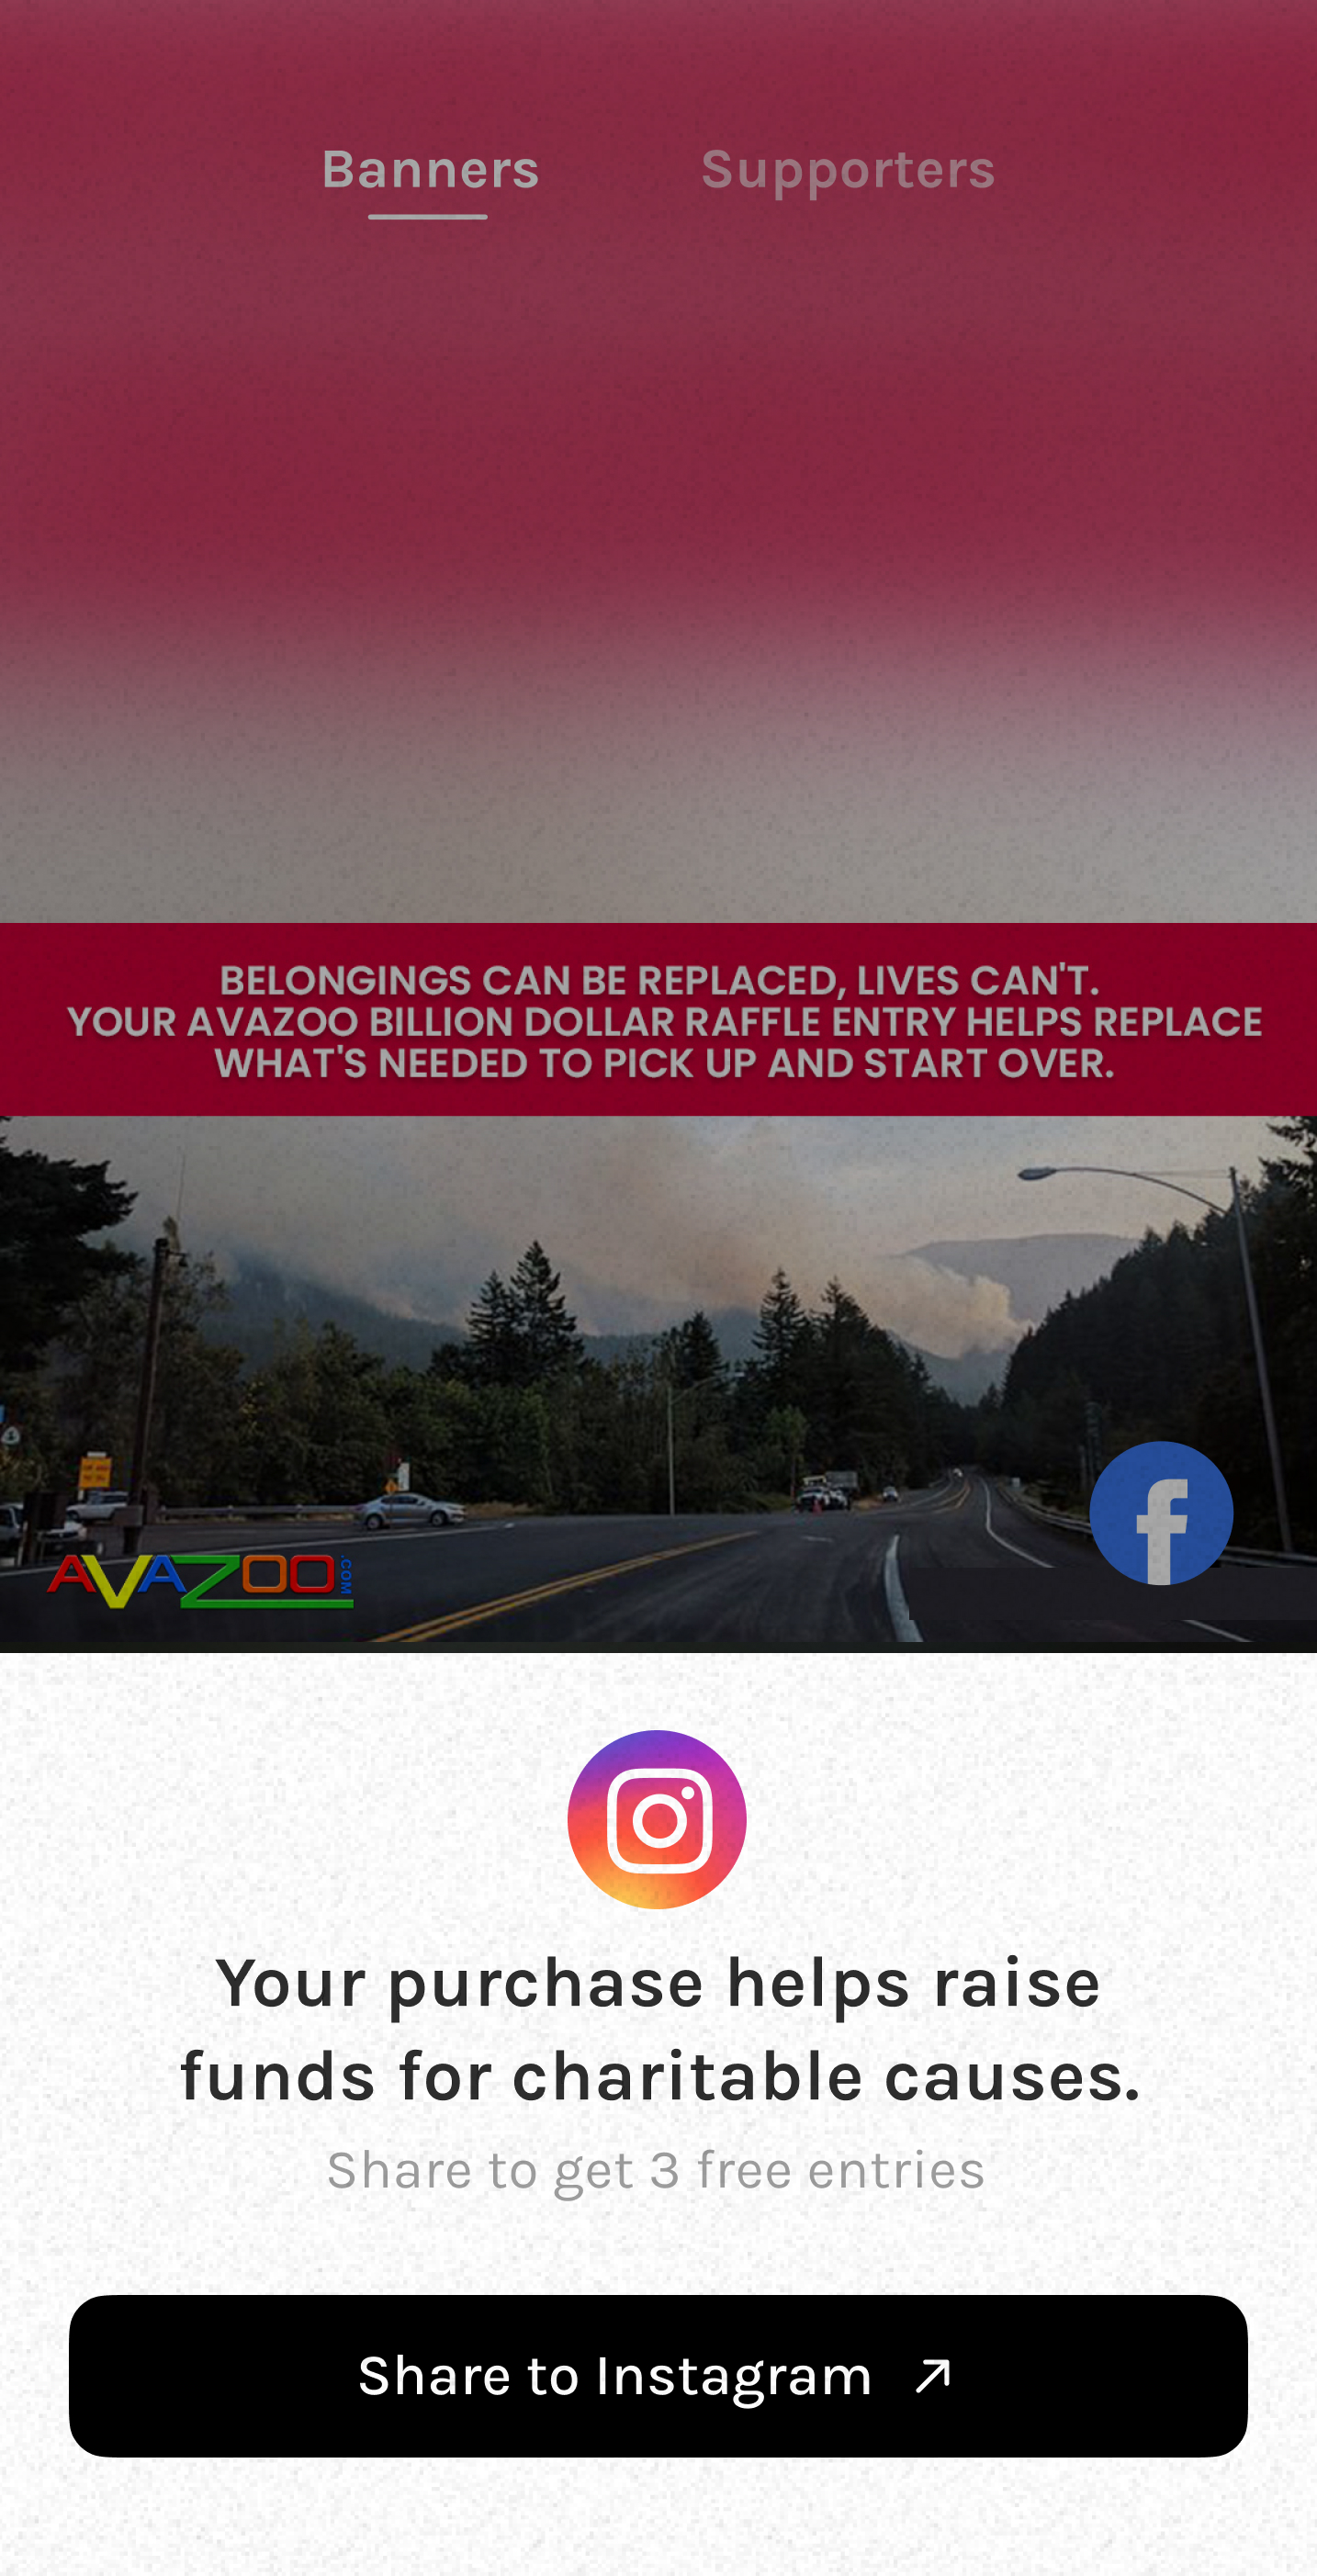 Banners
Supporters
BELONGINGS CAN BE REPLACED, LIVES CAN'T.
YOUR AVAZOO BILLION DOLLAR RAFFLE ENTRY HELPS REPLACE
WHAT'S NEEDED TO PICK UP AND START OVER.
AVAZOO.COM
Your purchase helps raise
funds for charitable causes.
Share to get 3 free entries
Share to Instagram